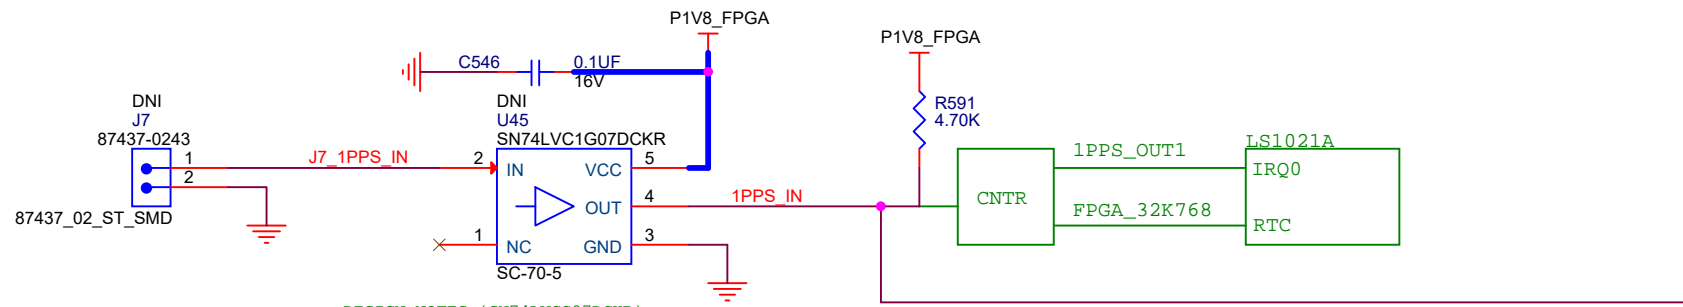 P1V8_FPGA
P1V8_FPGA
C546
0.1UF
16V
DNI
J7
87437-0243
DNI
U45
SN74LVC1G07DCKR
R591
4.70K
1
2
J7_1PPS_IN
2
IN
VCC
5
OUT
4
1PPS_IN
1
NC
GND
3
SC-70-5
87437_02_ST_SMD
CNTR
1PPS_OUT1
FPGA_32K768
LS1021A
IRQ0
RTC